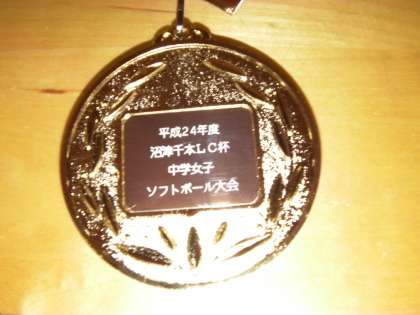 平成24年度
沼津千本LC杯
中学女子
ソフトボール大会